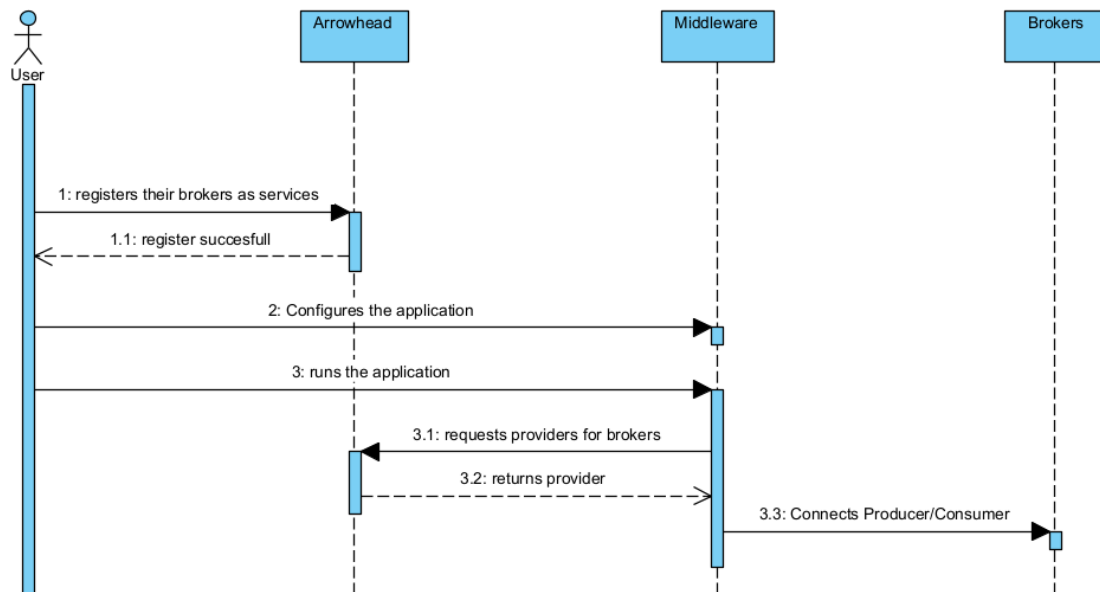 Arrowhead
Middleware
Brokers
User
1: registers their brokers as services
1.1: register succesfull
2: Configures the application
3: runs the application
3.1: requests providers for brokers
3.2: returns provider
3.3: Connects Producer/Consumer